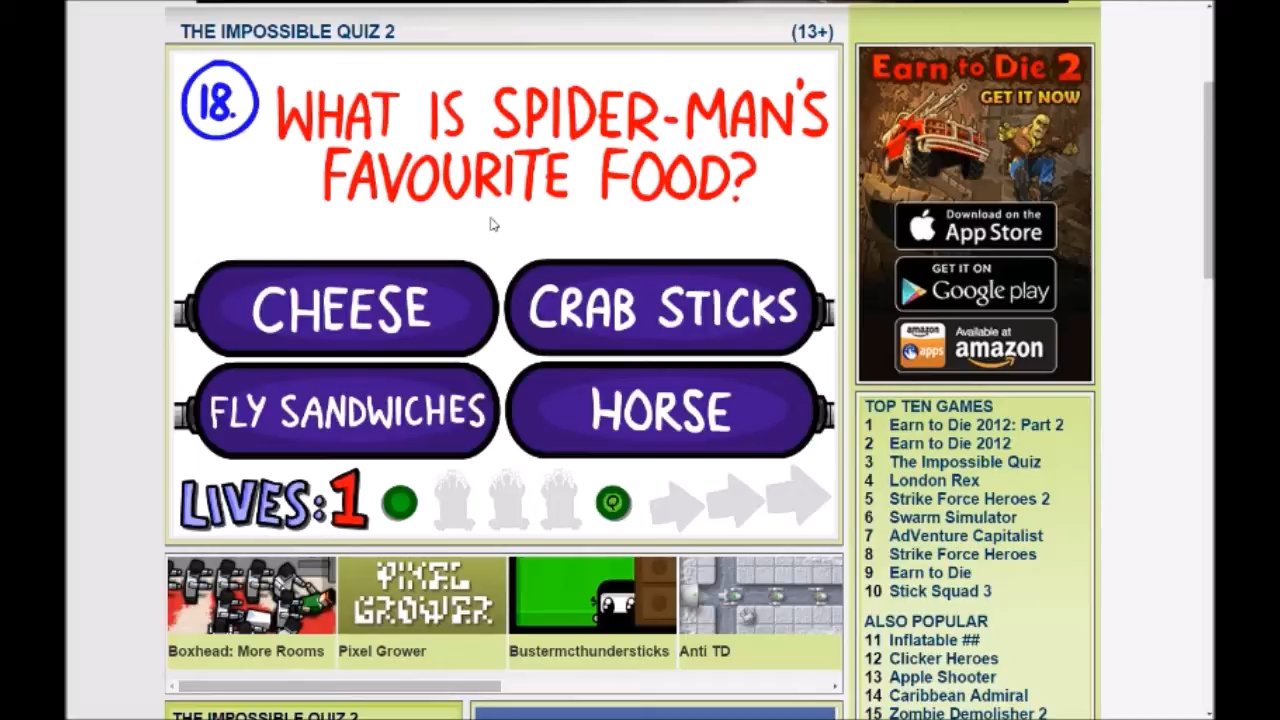 THE IMPOSSIBLE QUIZ 2
(13+)
18.
WHAT IS SPIDER-MAN'S
FAVOURITE FOOD?
CHEESE
CRAB STICKS
FLY SANDWICHES
HORSE
LIVES:1
Q
Boxhead: More Rooms
PIXEL
GROWER
Pixel Grower
Bustermcthundersticks
Anti TD
THE IMPOSSIBLE QUIZ 2
Earn to Die 2
GET IT NOW
Download on the
App Store
GET IT ON
Google play
amazon
apps
Available at
amazon
TOP TEN GAMES
1 Earn to Die 2012: Part 2
2 Earn to Die 2012
3 The Impossible Quiz
4 London Rex
5 Strike Force Heroes 2
6 Swarm Simulator
7 AdVenture Capitalist
8 Strike Force Heroes
9 Earn to Die
10 Stick Squad 3
ALSO POPULAR
11 Inflatable ##
12 Clicker Heroes
13 Apple Shooter
14 Caribbean Admiral
15 Zombie Demolisher 2